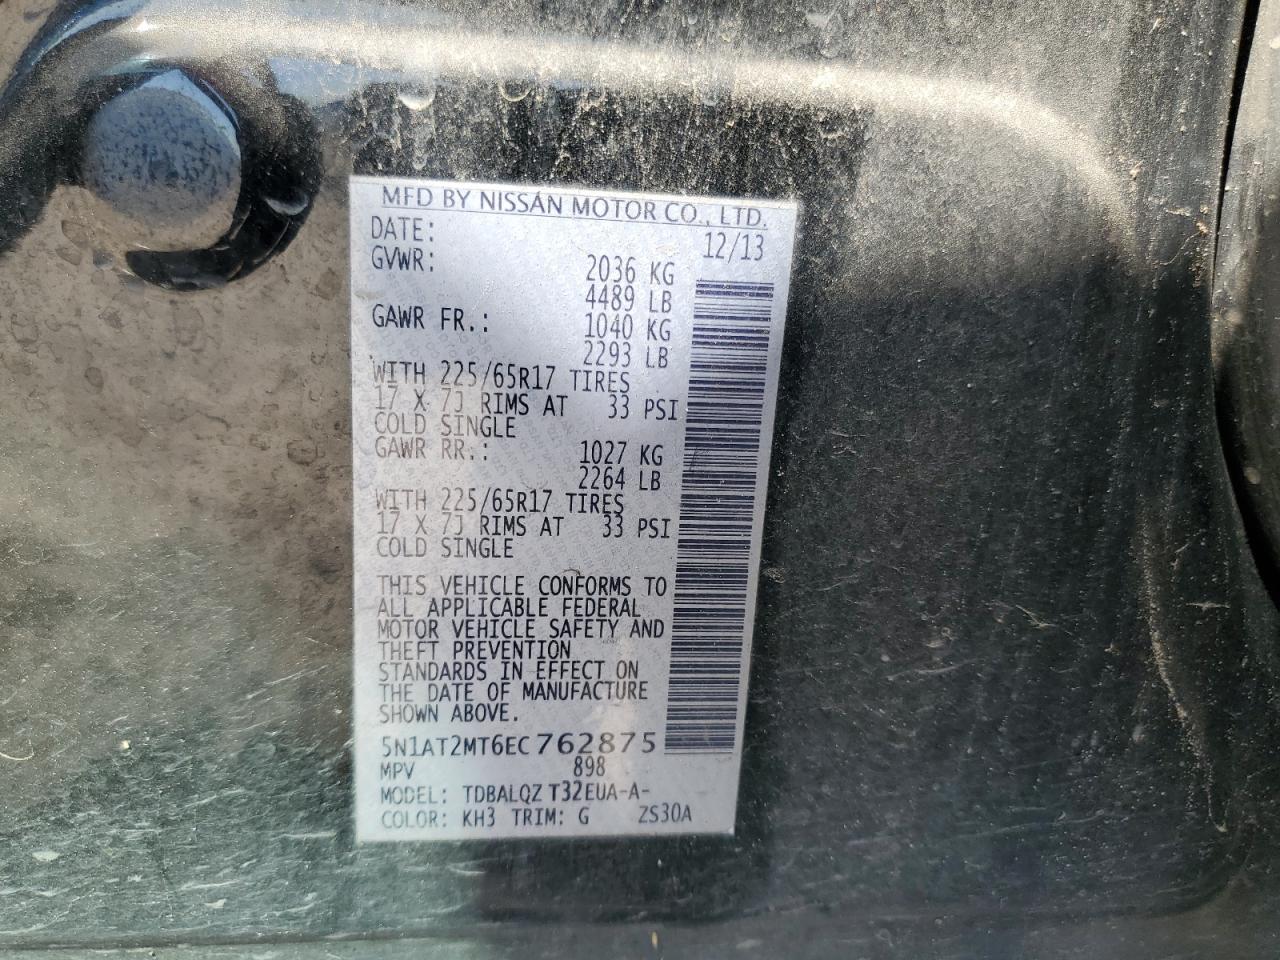 MFD BY NISSAN MOTOR CO., LTD.
DATE: 12/13
GVWR: 2036 KG
4489 LB
GAWR FR.: 1040 KG
2293 LB
WITH 225/65R17 TIRES
17 X 7J RIMS AT 33 PSI
COLD SINGLE
GAWR RR.: 1027 KG
2264 LB
WITH 225/65R17 TIRES
17 X 7J RIMS AT 33 PSI
COLD SINGLE
THIS VEHICLE CONFORMS TO
ALL APPLICABLE FEDERAL
MOTOR VEHICLE SAFETY AND
THEFT PREVENTION
STANDARDS IN EFFECT ON
THE DATE OF MANUFACTURE
SHOWN ABOVE.
5N1AT2MT6EC762875
MPV 898
MODEL: TDBALQZ T32EUA-A-
COLOR: KH3 TRIM: G ZS30A